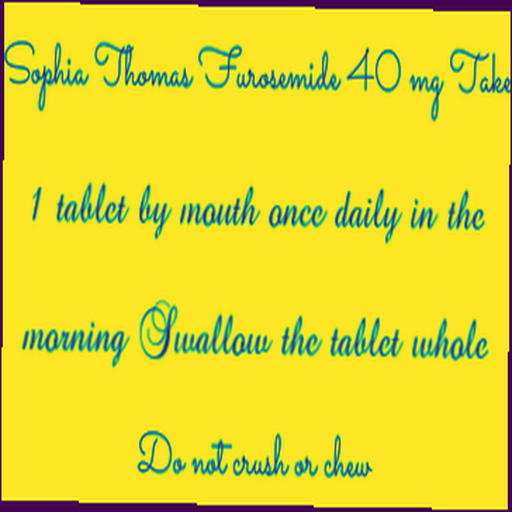 Sophia Thomas Furosemide 40 mg Take
1 tablet by mouth once daily in the
morning Swallow the tablet whole
Do not crush or chew